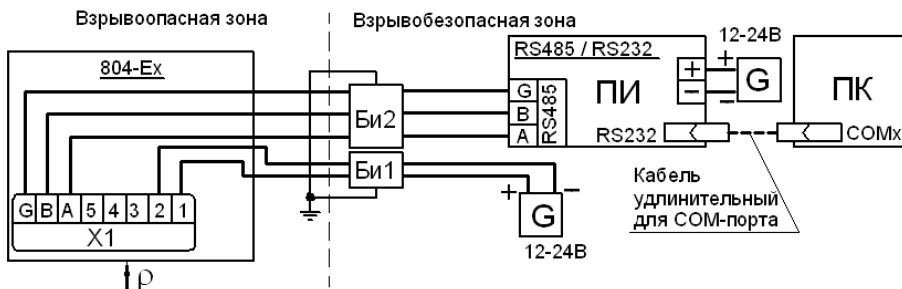 Взрывоопасная зона
Взрывобезопасная зона
804-Ex
RS485 / RS232
12-24В
G
B
A
RS485
ПИ
+
−
+
−
G
ПК
RS232
COMx
Би2
Би1
+
−
G
12-24В
Кабель
удлинительный
для COM-порта
G B A 5 4 3 2 1
X1
ρ